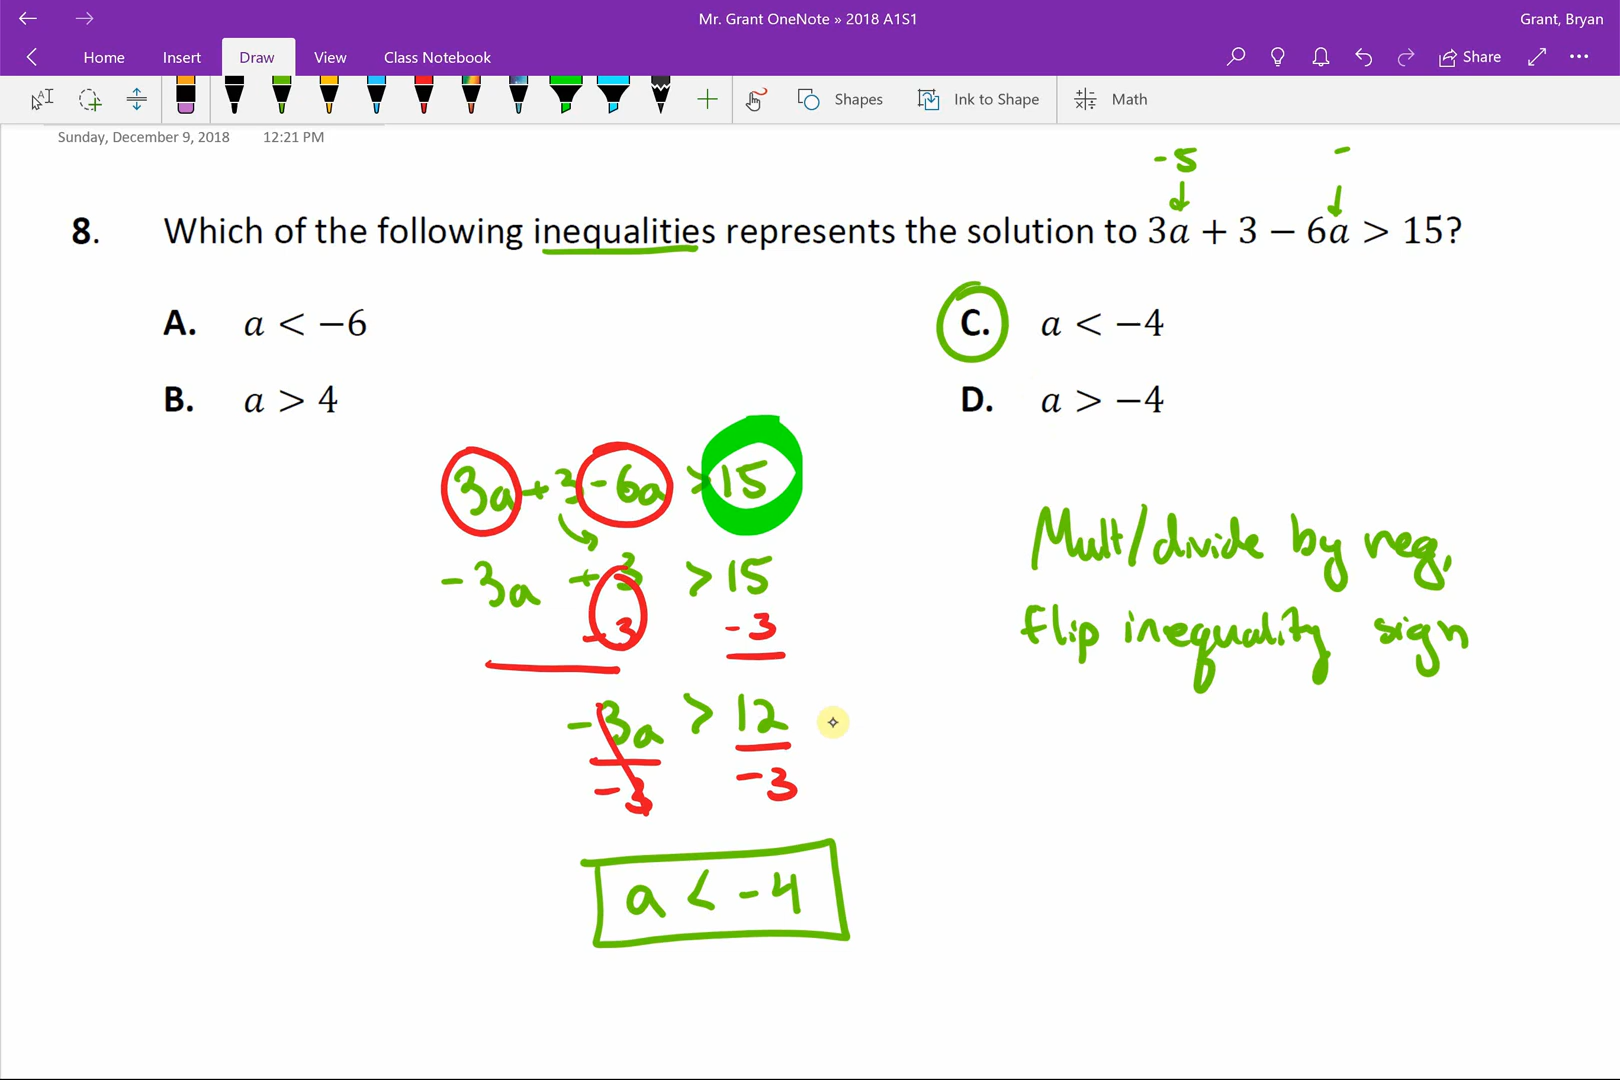 Mr. Grant OneNote » 2018 A1S1
Grant, Bryan
Home Insert Draw View Class Notebook
Share
Shapes Ink to Shape Math
Sunday, December 9, 2018 12:21 PM
-5 -
8. Which of the following inequalities represents the solution to 3a + 3 − 6a > 15?
A. a < −6
C. a < −4
B. a > 4
D. a > −4
3a + 3 - 6a > 15
-3a + 3 > 15
- 3 - 3
-3a > 12
-3 -3
a < -4
Mult/divide by neg,
flip inequality sign